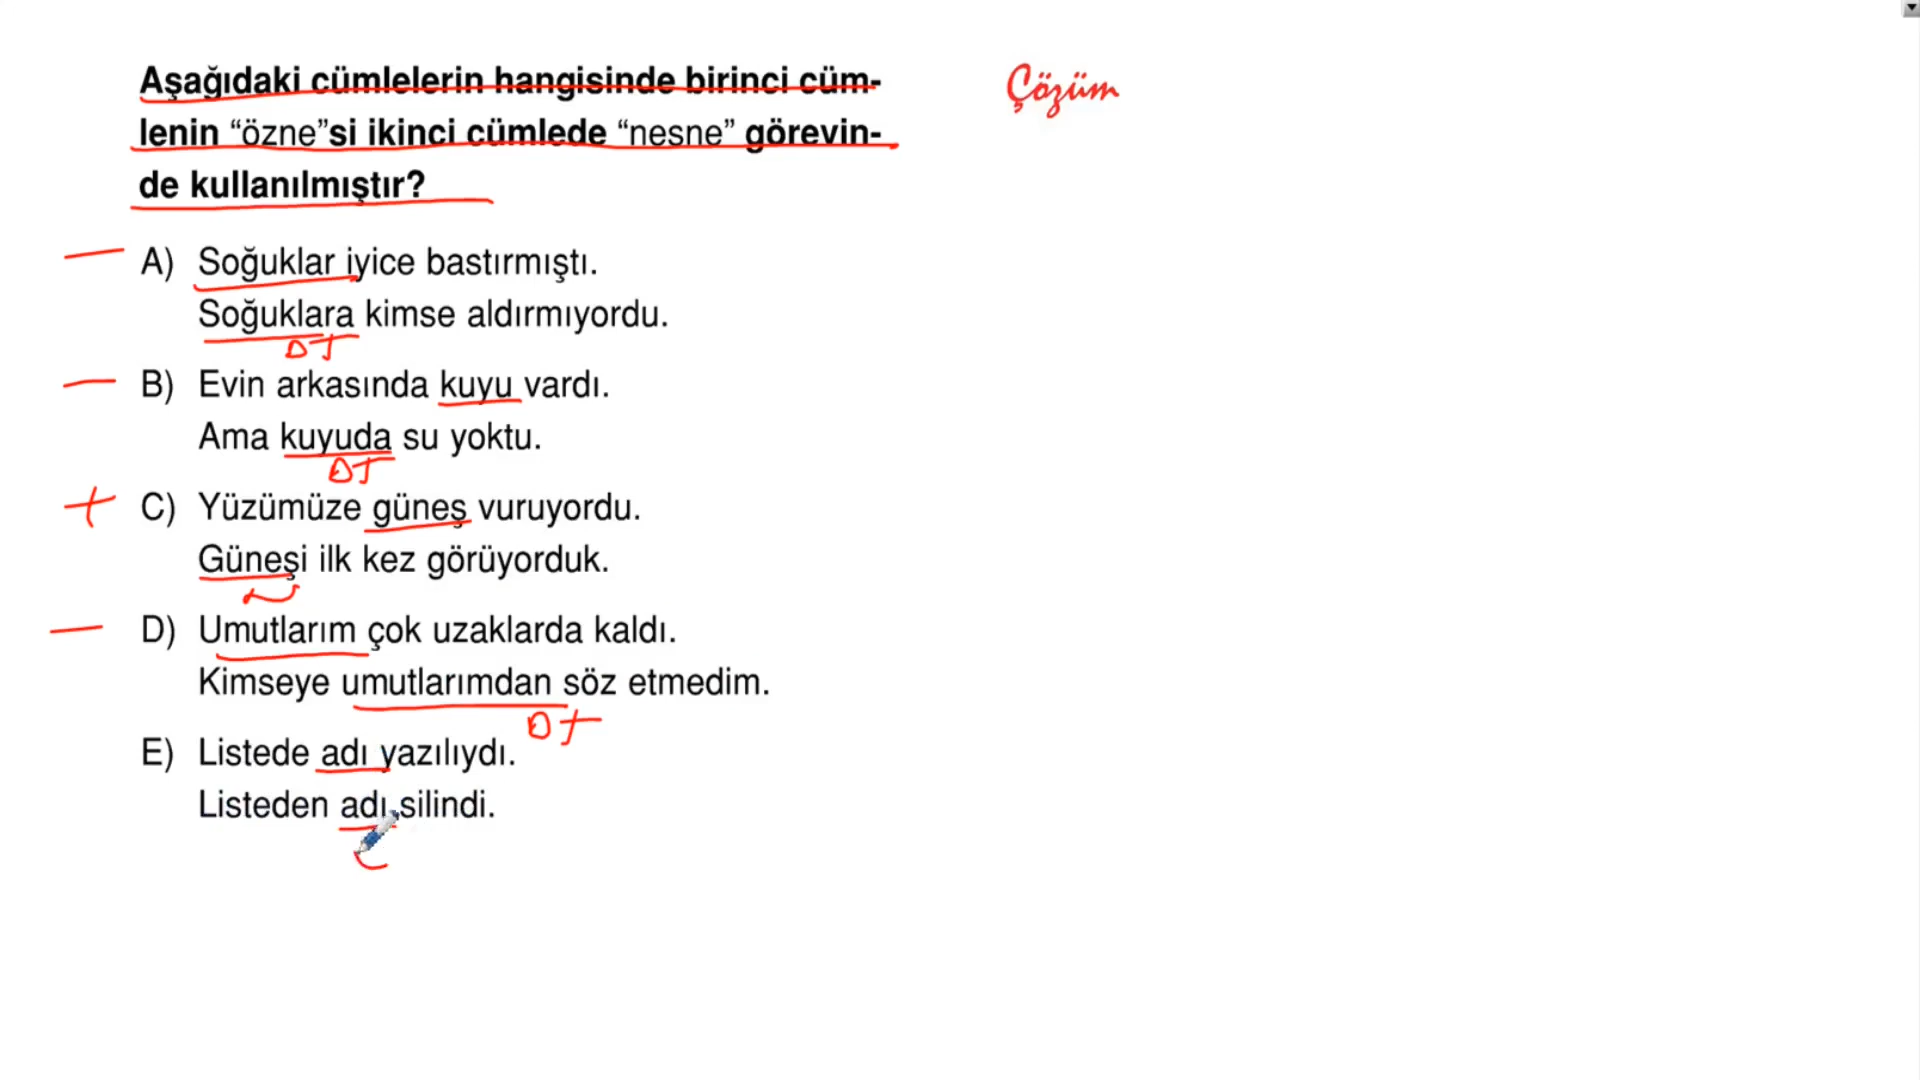 Aşağıdaki cümlelerin hangisinde birinci cüm-
lenin “özne”si ikinci cümlede “nesne” görevin-
de kullanılmıştır?
Çözüm
A) Soğuklar iyice bastırmıştı.
Soğuklara kimse aldırmıyordu.
DT
B) Evin arkasında kuyu vardı.
Ama kuyuda su yoktu.
DT
C) Yüzümüze güneş vuruyordu.
Güneşi ilk kez görüyorduk.
D) Umutlarım çok uzaklarda kaldı.
Kimseye umutlarımdan söz etmedim.
DT
E) Listede adı yazılıydı.
Listeden adı silindi.